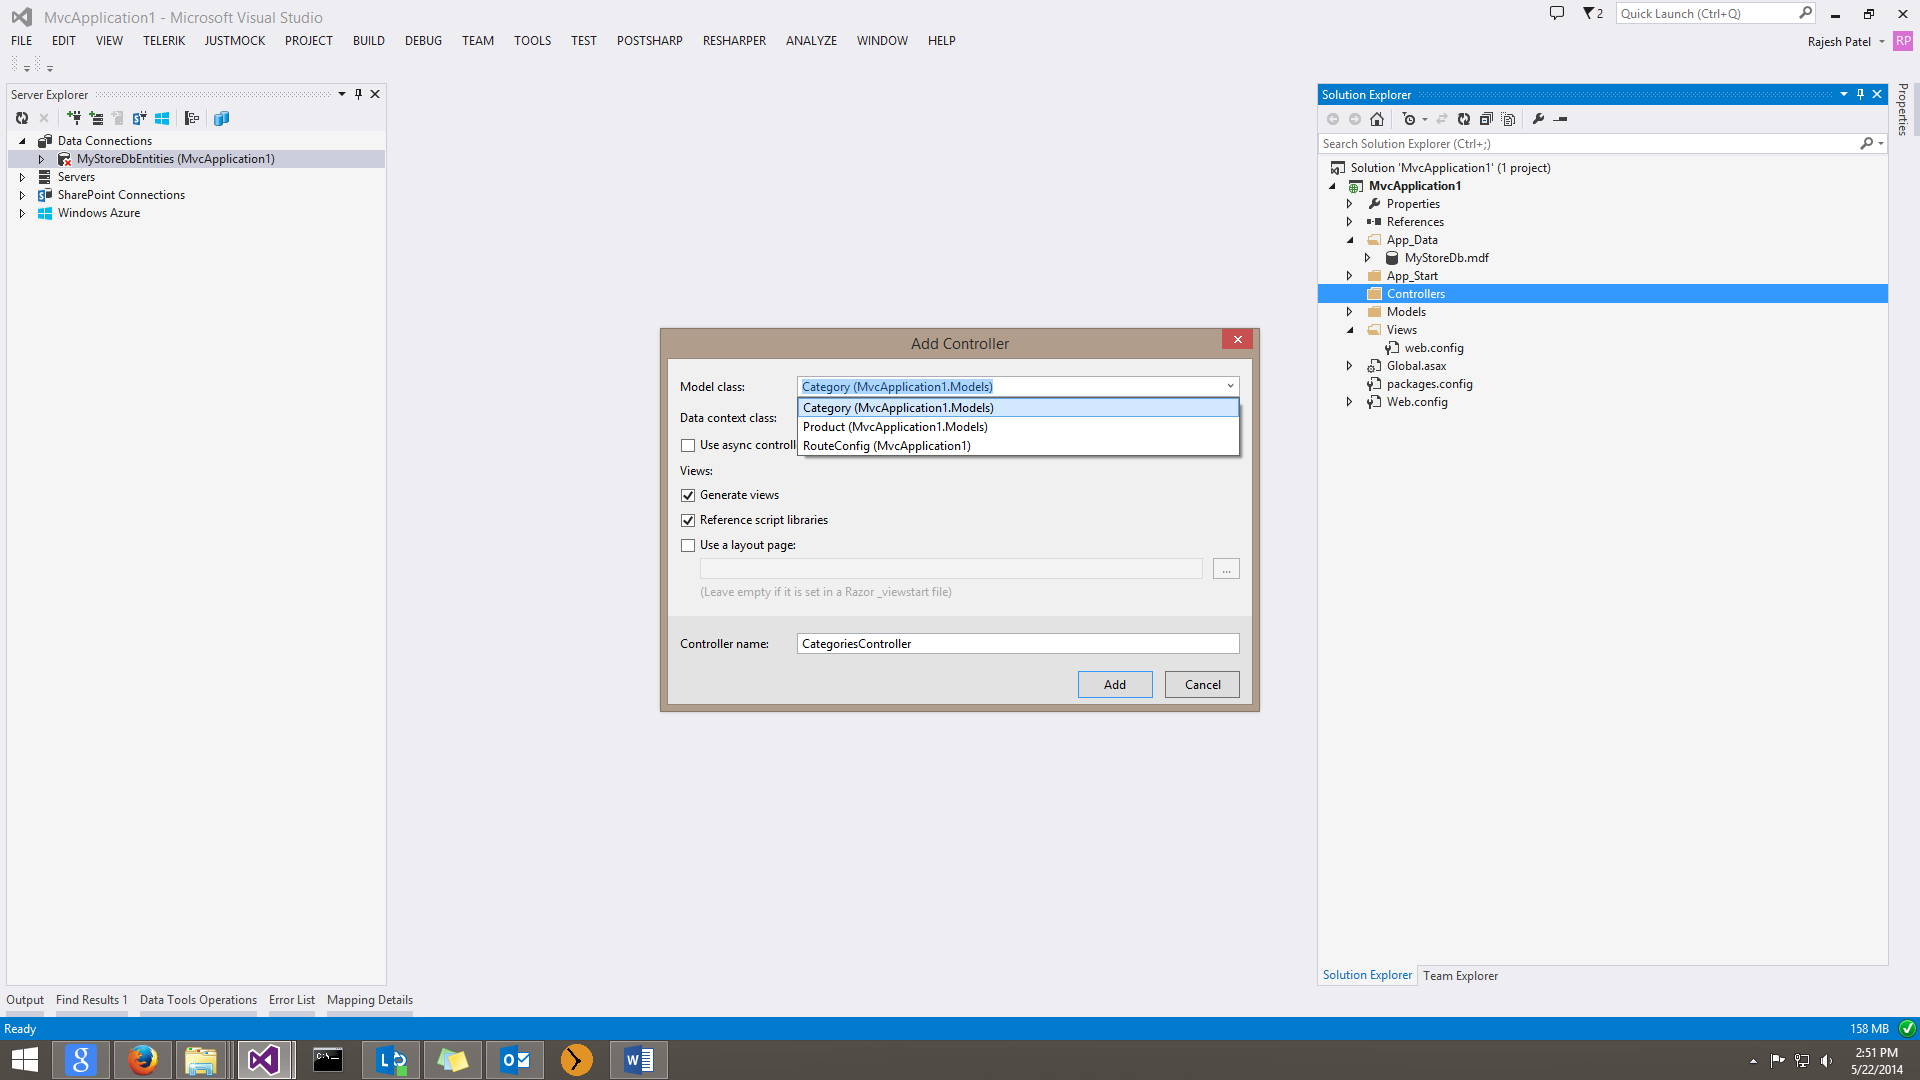 MvcApplication1 - Microsoft Visual Studio
2
Quick Launch (Ctrl+Q)
FILE EDIT VIEW TELERIK JUSTMOCK PROJECT BUILD DEBUG TEAM TOOLS TEST POSTSHARP RESHARPER ANALYZE WINDOW HELP
Rajesh Patel
RP
Server Explorer
Data Connections
MyStoreDbEntities (MvcApplication1)
Servers
SharePoint Connections
Windows Azure
Add Controller
Model class:
Category (MvcApplication1.Models)
Category (MvcApplication1.Models)
Product (MvcApplication1.Models)
RouteConfig (MvcApplication1)
Data context class:
Use async controll
Views:
Generate views
Reference script libraries
Use a layout page:
...
(Leave empty if it is set in a Razor _viewstart file)
Controller name:
CategoriesController
Add
Cancel
Solution Explorer
Search Solution Explorer (Ctrl+;)
Solution 'MvcApplication1' (1 project)
MvcApplication1
Properties
References
App_Data
MyStoreDb.mdf
App_Start
Controllers
Models
Views
web.config
Global.asax
packages.config
Web.config
Solution Explorer
Team Explorer
Properties
Output
Find Results 1
Data Tools Operations
Error List
Mapping Details
Ready
158 MB
2:51 PM
5/22/2014